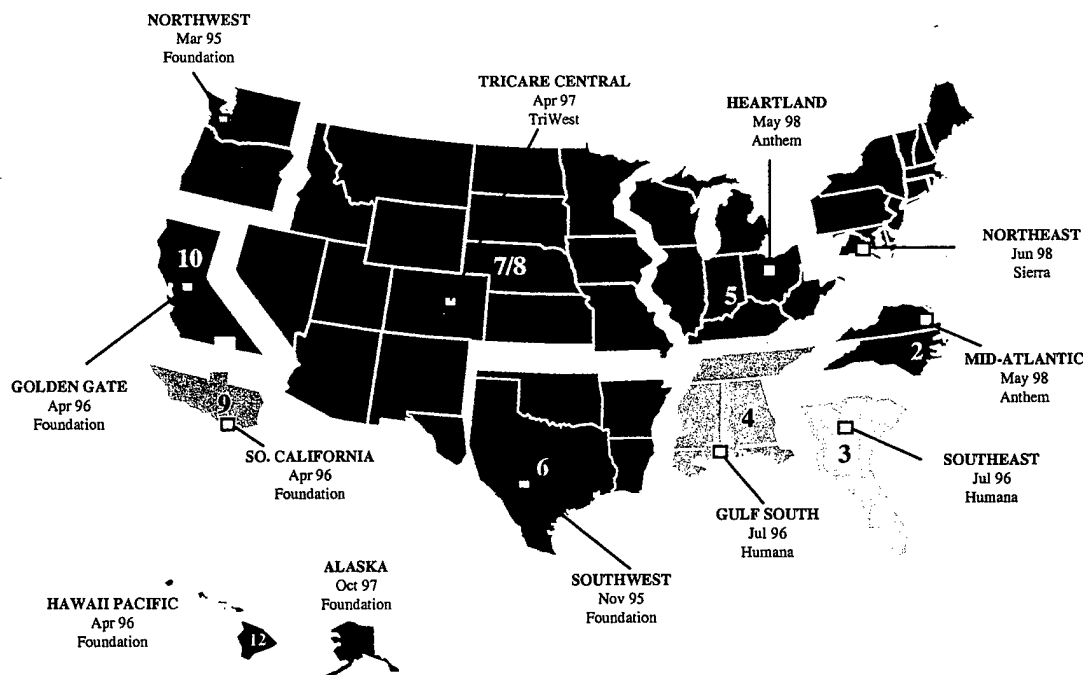 NORTHWEST
Mar 95
Foundation
TRICARE CENTRAL
Apr 97
TriWest
HEARTLAND
May 98
Anthem
NORTHEAST
Jun 98
Sierra
10
7/8
5
2
MID-ATLANTIC
May 98
Anthem
GOLDEN GATE
Apr 96
Foundation
9
4
3
SO. CALIFORNIA
Apr 96
Foundation
6
SOUTHEAST
Jul 96
Humana
GULF SOUTH
Jul 96
Humana
SOUTHWEST
Nov 95
Foundation
ALASKA
Oct 97
Foundation
HAWAII PACIFIC
Apr 96
Foundation
12